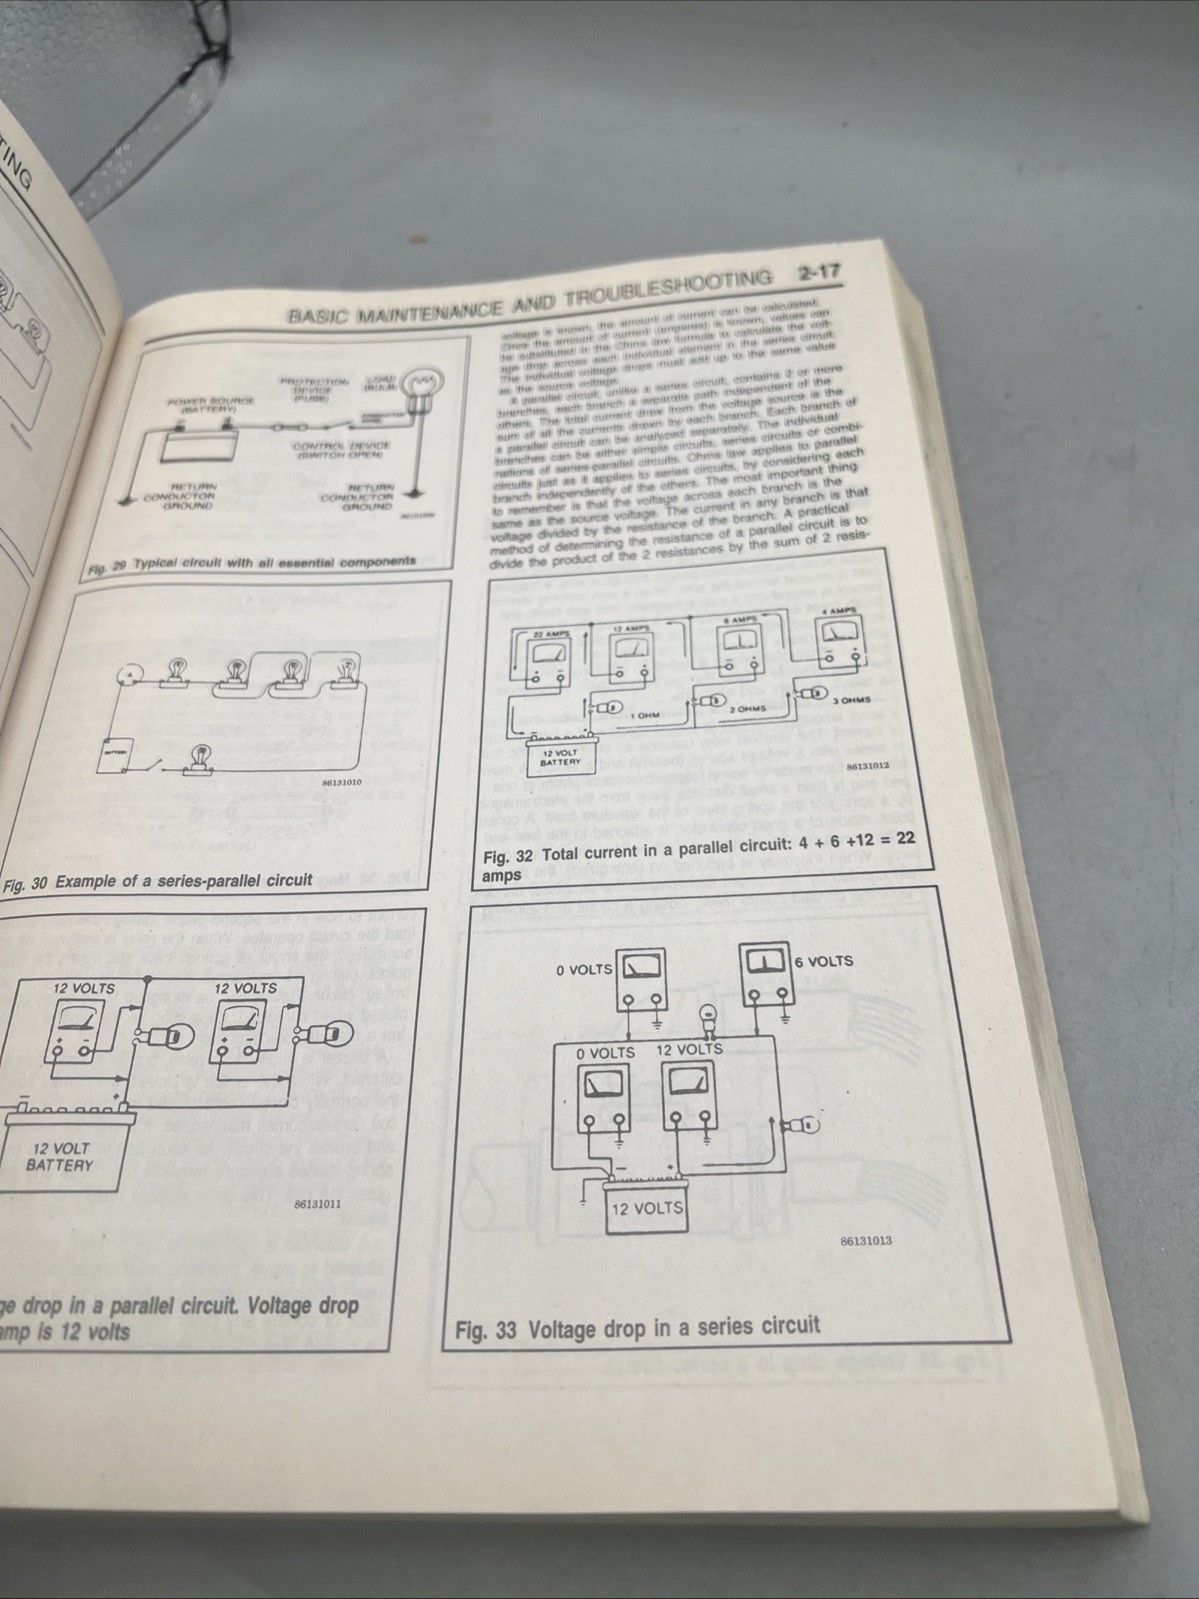 TING
BASIC MAINTENANCE AND TROUBLESHOOTING 2-17
POWER SOURCE
(BATTERY)
PROTECTION
DEVICE
(FUSE)
LOAD
(BULB)
CONTROL DEVICE
(SWITCH OPEN)
RETURN
CONDUCTOR
GROUND
RETURN
CONDUCTOR
GROUND
Fig. 29 Typical circuit with all essential components
BATTERY
86131010
Fig. 30 Example of a series-parallel circuit
12 VOLTS
12 VOLTS
12 VOLT
BATTERY
86131011
ge drop in a parallel circuit. Voltage drop
amp is 12 volts
voltage is known, the amount of current can be calculated.
Once the amount of current (amperes) is known, values can
be substituted in the Ohms law formula to calculate the volt-
age drop across each individual element in the series circuit.
The individual voltage drops must add up to the same value
as the source voltage.
A parallel circuit, unlike a series circuit, contains 2 or more
branches, each branch a separate path independent of the
others. The total current draw from the voltage source is the
sum of all the currents drawn by each branch. Each branch of
a parallel circuit can be analyzed separately. The individual
branches can be either simple circuits, series circuits or combi-
nations of series-parallel circuits. Ohms law applies to parallel
circuits just as it applies to series circuits, by considering each
branch independently of the others. The most important thing
to remember is that the voltage across each branch is the
same as the source voltage. The current in any branch is that
voltage divided by the resistance of the branch. A practical
method of determining the resistance of a parallel circuit is to
divide the product of the 2 resistances by the sum of 2 resis-
22 AMPS
12 AMPS
6 AMPS
4 AMPS
1 OHM
2 OHMS
3 OHMS
12 VOLT
BATTERY
86131012
Fig. 32 Total current in a parallel circuit: 4 + 6 +12 = 22
amps
0 VOLTS
6 VOLTS
0 VOLTS
12 VOLTS
12 VOLTS
86131013
Fig. 33 Voltage drop in a series circuit